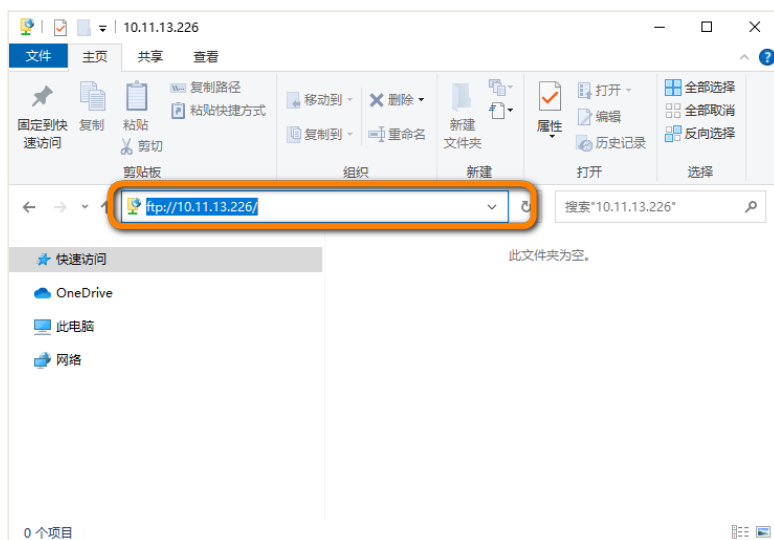 10.11.13.226
文件 主页 共享 查看
固定到快
速访问
复制
粘贴
复制路径
粘贴快捷方式
剪切
剪贴板
移动到
复制到
删除
重命名
组织
新建
文件夹
新建
属性
打开
编辑
历史记录
打开
全部选择
全部取消
反向选择
选择
ftp://10.11.13.226/
搜索"10.11.13.226"
快速访问
OneDrive
此电脑
网络
此文件夹为空。
0 个项目